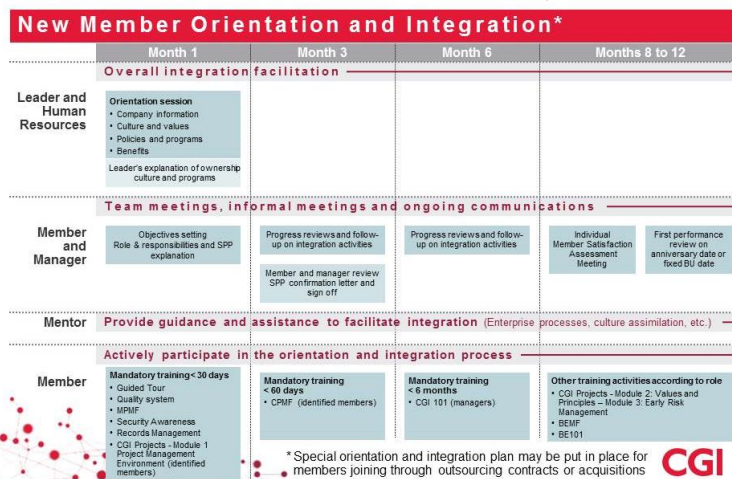 New Member Orientation and Integration*
Month 1 Month 3 Month 6 Months 8 to 12
Overall integration facilitation
Leader and
Human
Resources
Orientation session
• Company information
• Culture and values
• Policies and programs
• Benefits
Leader's explanation of ownership
culture and programs
Team meetings, informal meetings and ongoing communications
Member
and
Manager
Objectives setting
Role & responsibilities and SPP
explanation
Progress reviews and follow-
up on integration activities
Member and manager review
SPP confirmation letter and
sign off
Progress reviews and follow-
up on integration activities
Individual
Member Satisfaction
Assessment
Meeting
First performance
review on
anniversary date or
fixed BU date
Mentor
Provide guidance and assistance to facilitate integration (Enterprise processes, culture assimilation, etc.)
Actively participate in the orientation and integration process
Member
Mandatory training < 30 days
• Guided Tour
• Quality system
• MPMF
• Security Awareness
• Records Management
• CGI Projects - Module 1
Project Management
Environment (identified
members)
Mandatory training
< 60 days
• CPMF (identified members)
Mandatory training
< 6 months
• CGI 101 (managers)
Other training activities according to role
• CGI Projects - Module 2: Values and
Principles – Module 3: Early Risk
Management
• BEMF
• BE101
* Special orientation and integration plan may be put in place for
members joining through outsourcing contracts or acquisitions
CGI